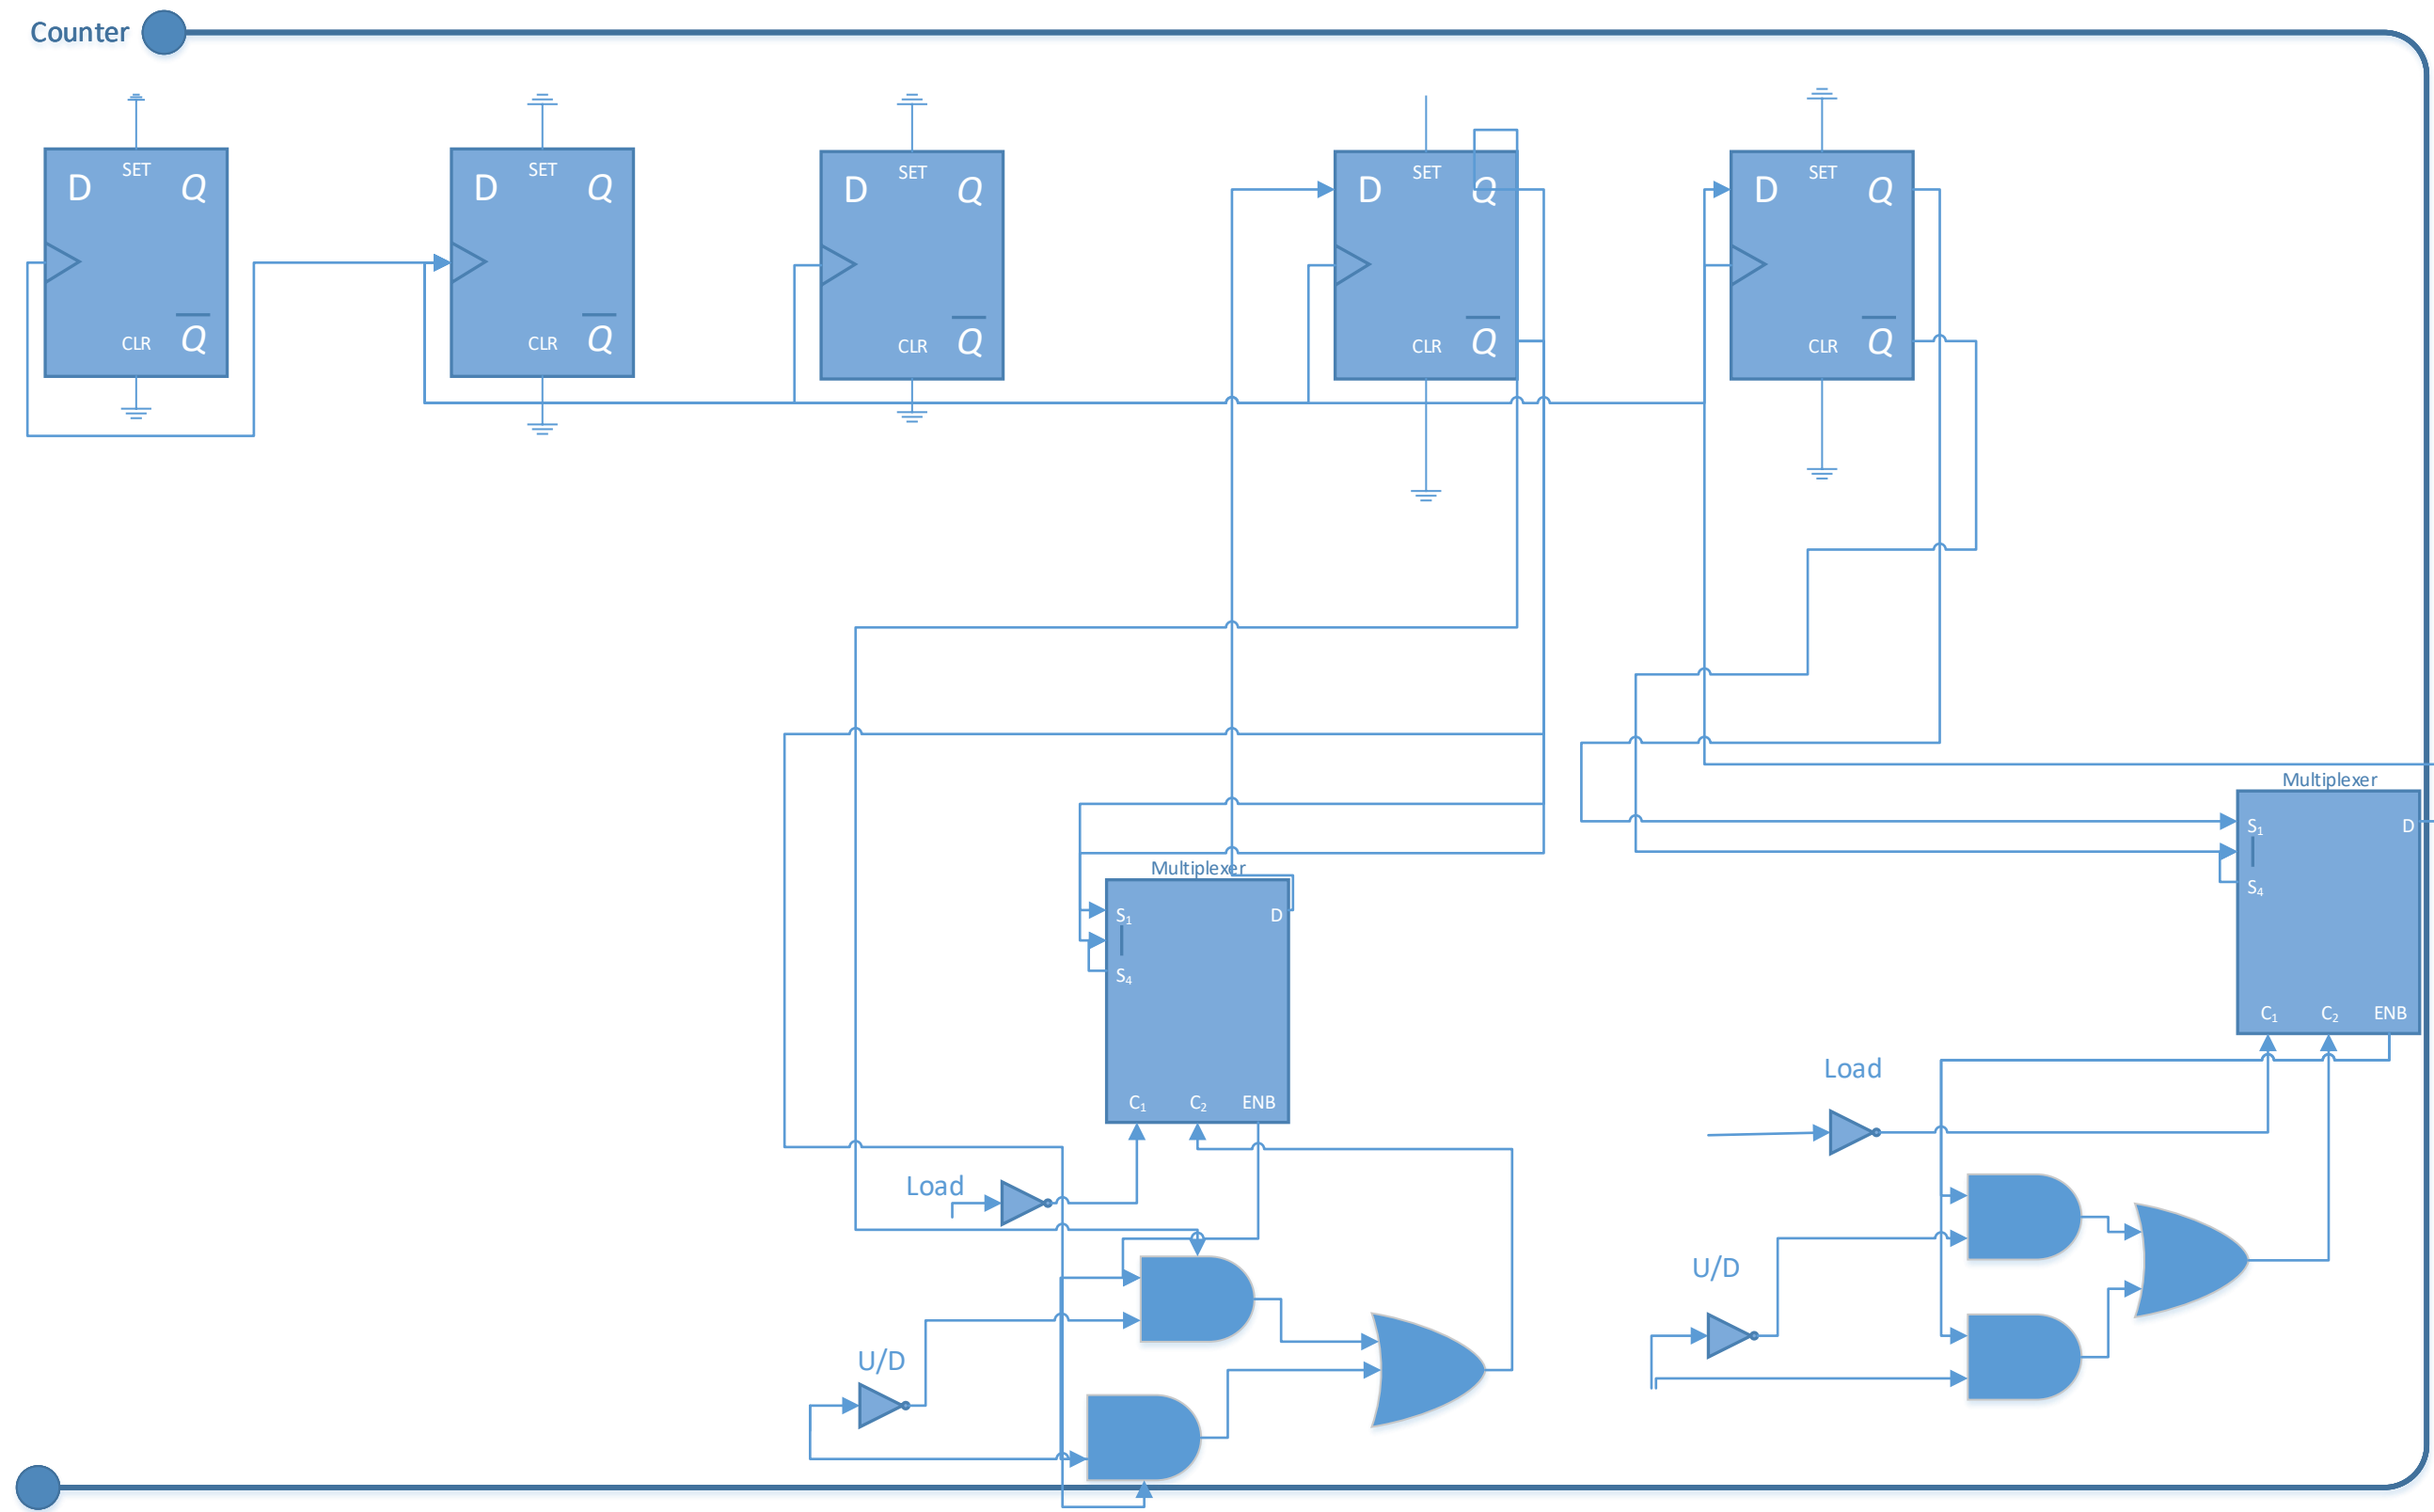 Counter
SET
D Q
CLR Q
SET
D Q
CLR Q
SET
D Q
CLR Q
SET
D Q
CLR Q
SET
D Q
CLR Q
Multiplexer
S1 D
S4
C1 C2 ENB
Multiplexer
S1 D
S4
C1 C2 ENB
Load
U/D
Load
U/D